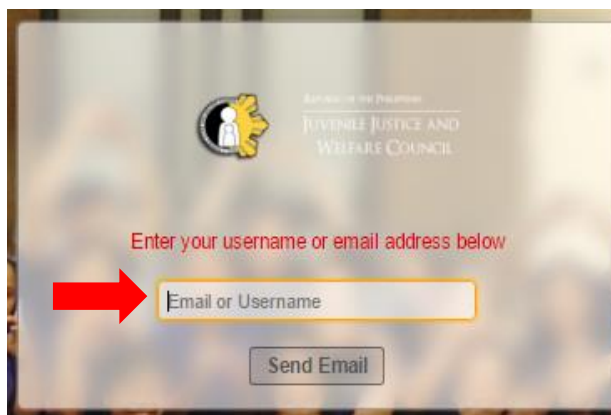 REPUBLIC OF THE PHILIPPINES
JUVENILE JUSTICE AND
WELFARE COUNCIL
Enter your username or email address below
Email or Username
Send Email